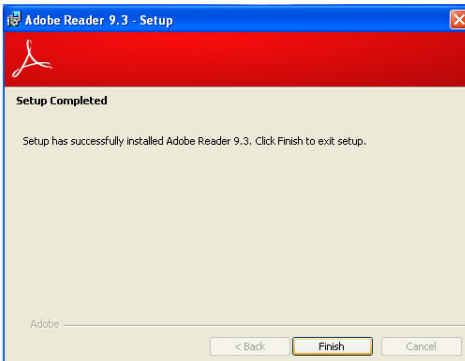 Adobe Reader 9.3 - Setup
Setup Completed
Setup has successfully installed Adobe Reader 9.3. Click Finish to exit setup.
Adobe
< Back Finish Cancel